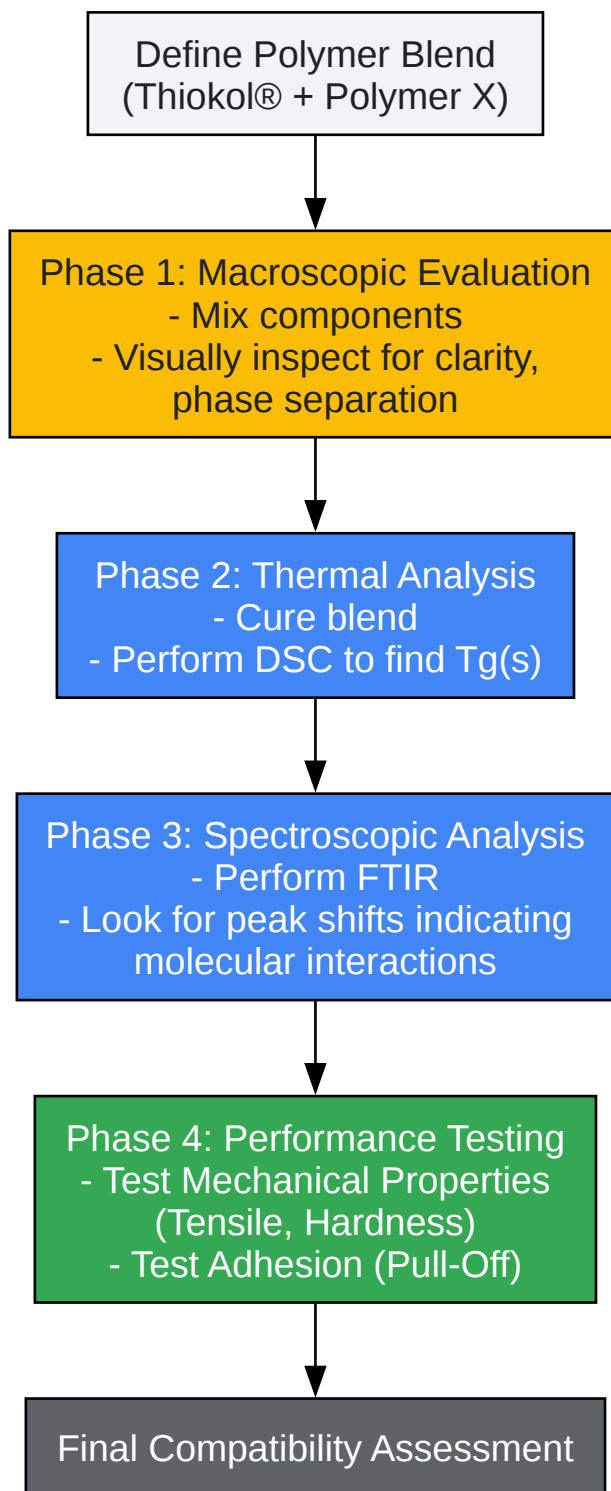 Define Polymer Blend
(Thiokol® + Polymer X)
Phase 1: Macroscopic Evaluation
- Mix components
- Visually inspect for clarity,
phase separation
Phase 2: Thermal Analysis
- Cure blend
- Perform DSC to find Tg(s)
Phase 3: Spectroscopic Analysis
- Perform FTIR
- Look for peak shifts indicating
molecular interactions
Phase 4: Performance Testing
- Test Mechanical Properties
(Tensile, Hardness)
- Test Adhesion (Pull-Off)
Final Compatibility Assessment